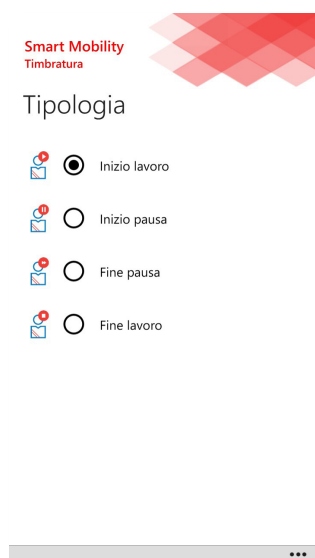 Smart Mobility
Timbratura
Tipologia
Inizio lavoro
Inizio pausa
Fine pausa
Fine lavoro